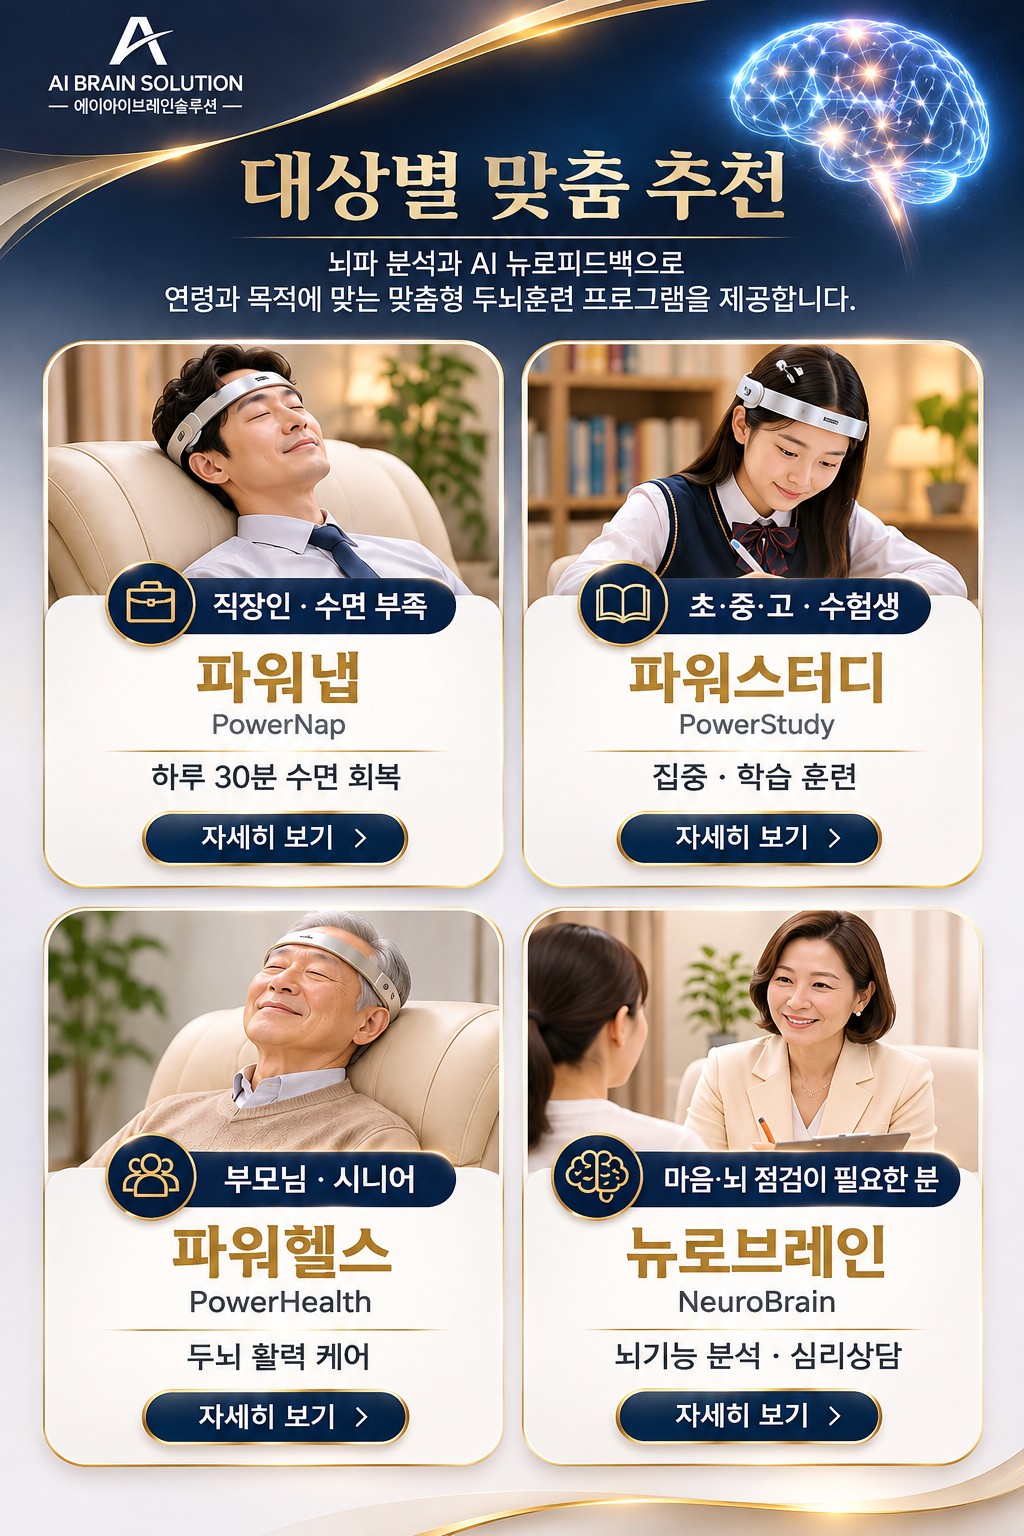 AI BRAIN SOLUTION
에이아이브레인솔루션
대상별 맞춤 추천
뇌파 분석과 AI 뉴로피드백으로
연령과 목적에 맞는 맞춤형 두뇌훈련 프로그램을 제공합니다.
직장인 · 수면 부족
파워냅
PowerNap
하루 30분 수면 회복
자세히 보기 >
초·중·고 · 수험생
파워스터디
PowerStudy
집중 · 학습 훈련
자세히 보기 >
부모님 · 시니어
파워헬스
PowerHealth
두뇌 활력 케어
자세히 보기 >
마음·뇌 점검이 필요한 분
뉴로브레인
NeuroBrain
뇌기능 분석 · 심리상담
자세히 보기 >